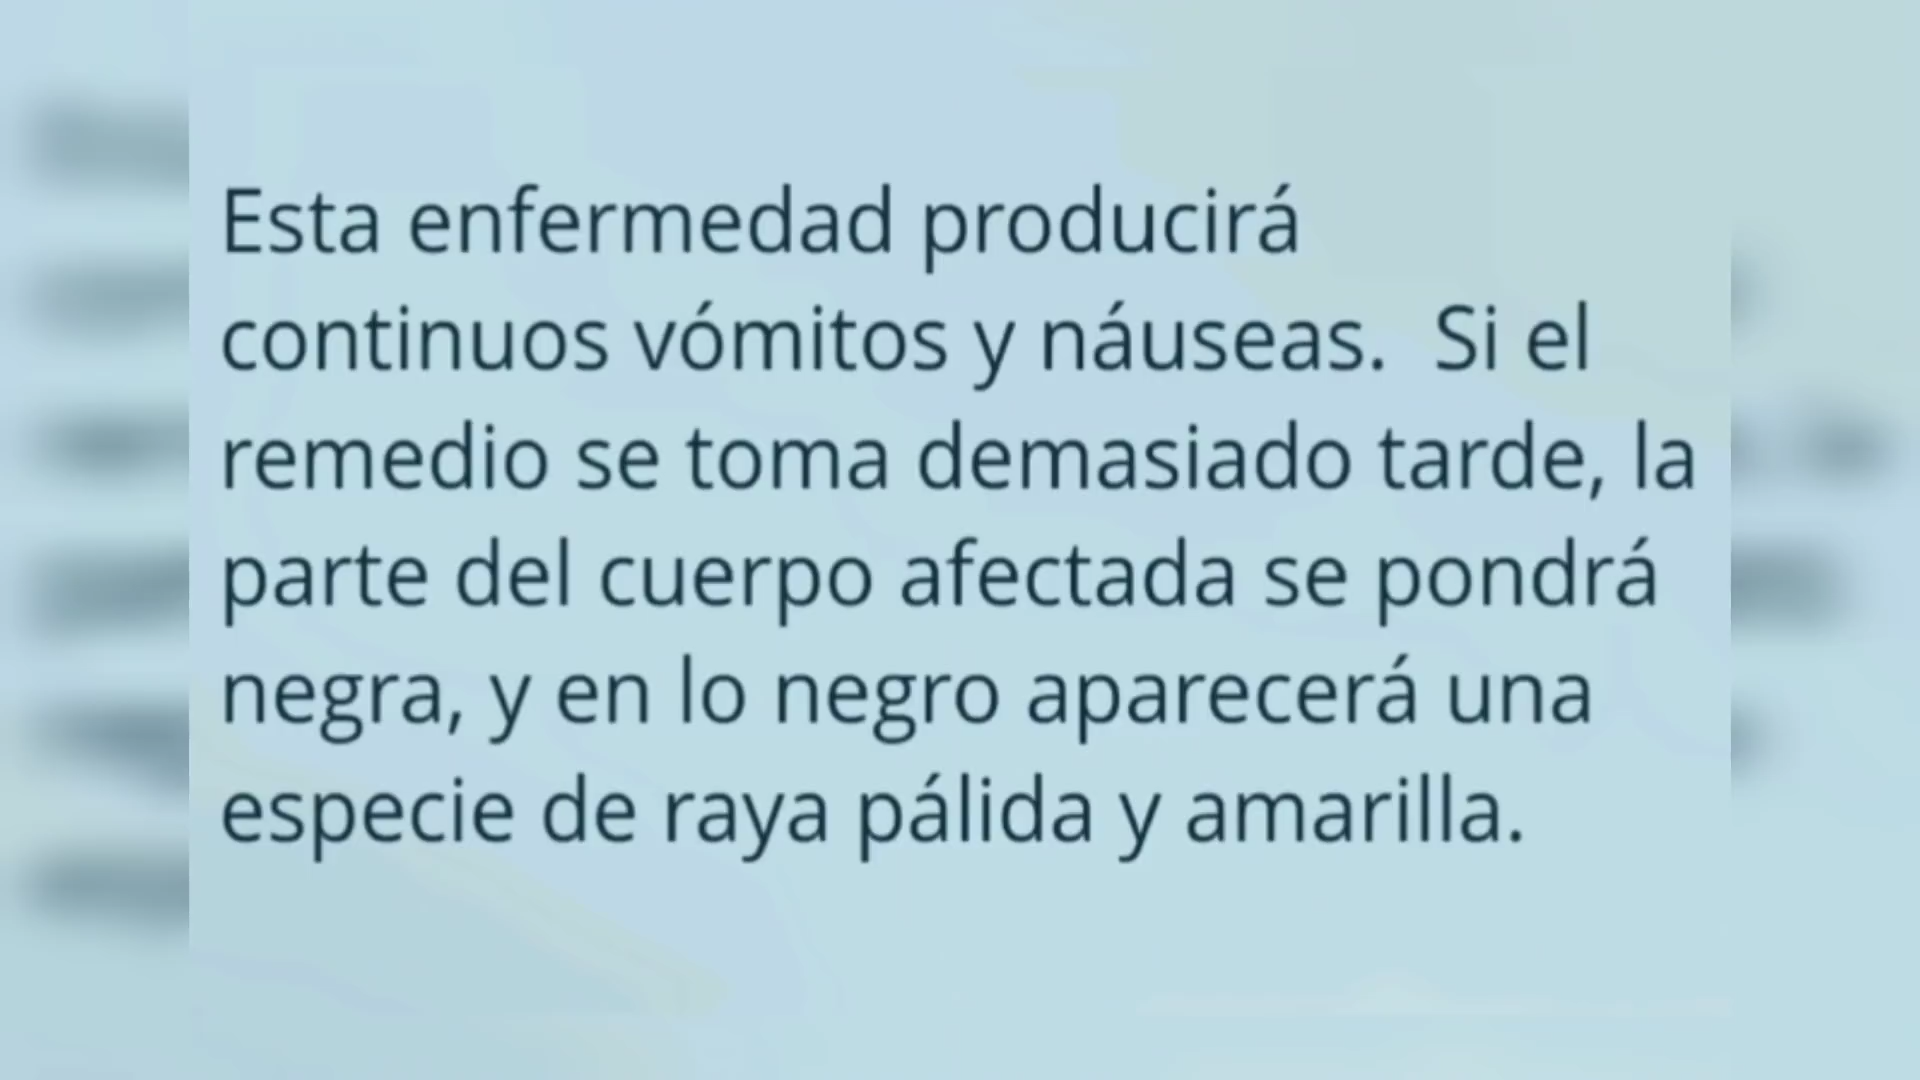 Esta enfermedad producirá
continuos vómitos y náuseas.  Si el
remedio se toma demasiado tarde, la
parte del cuerpo afectada se pondrá
negra, y en lo negro aparecerá una
especie de raya pálida y amarilla.